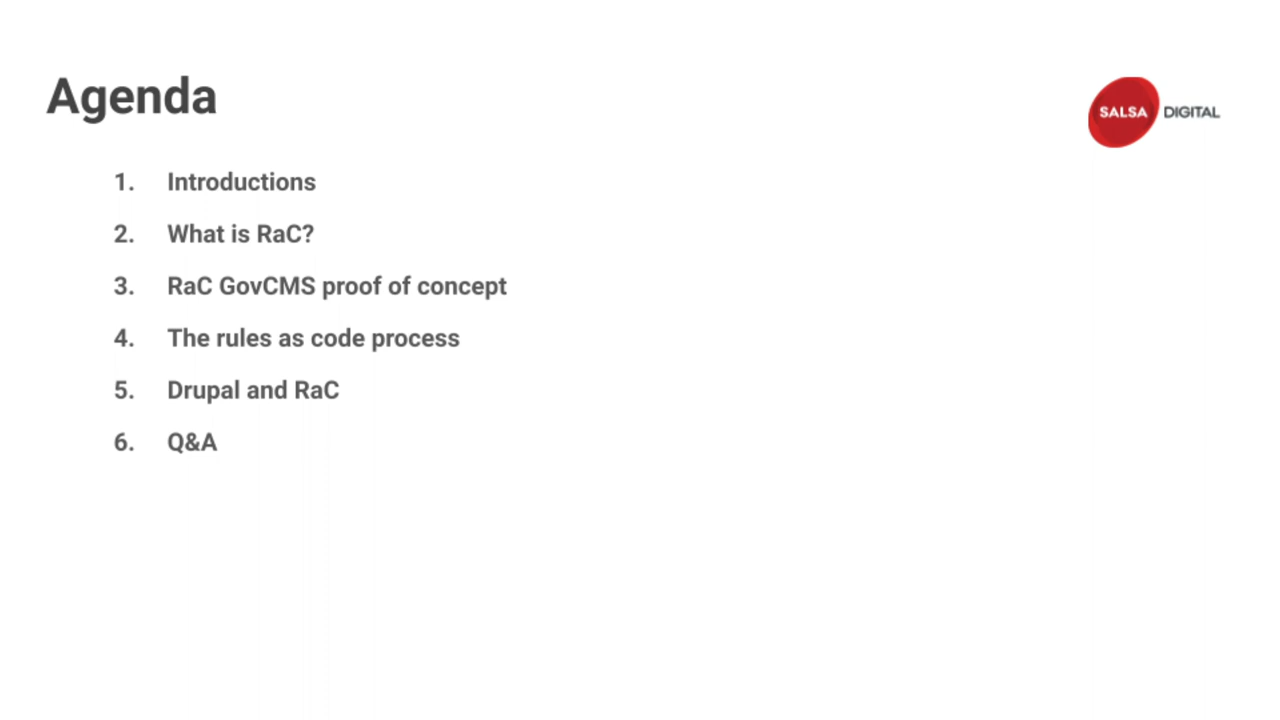 Agenda
SALSA DIGITAL
1. Introductions
2. What is RaC?
3. RaC GovCMS proof of concept
4. The rules as code process
5. Drupal and RaC
6. Q&A